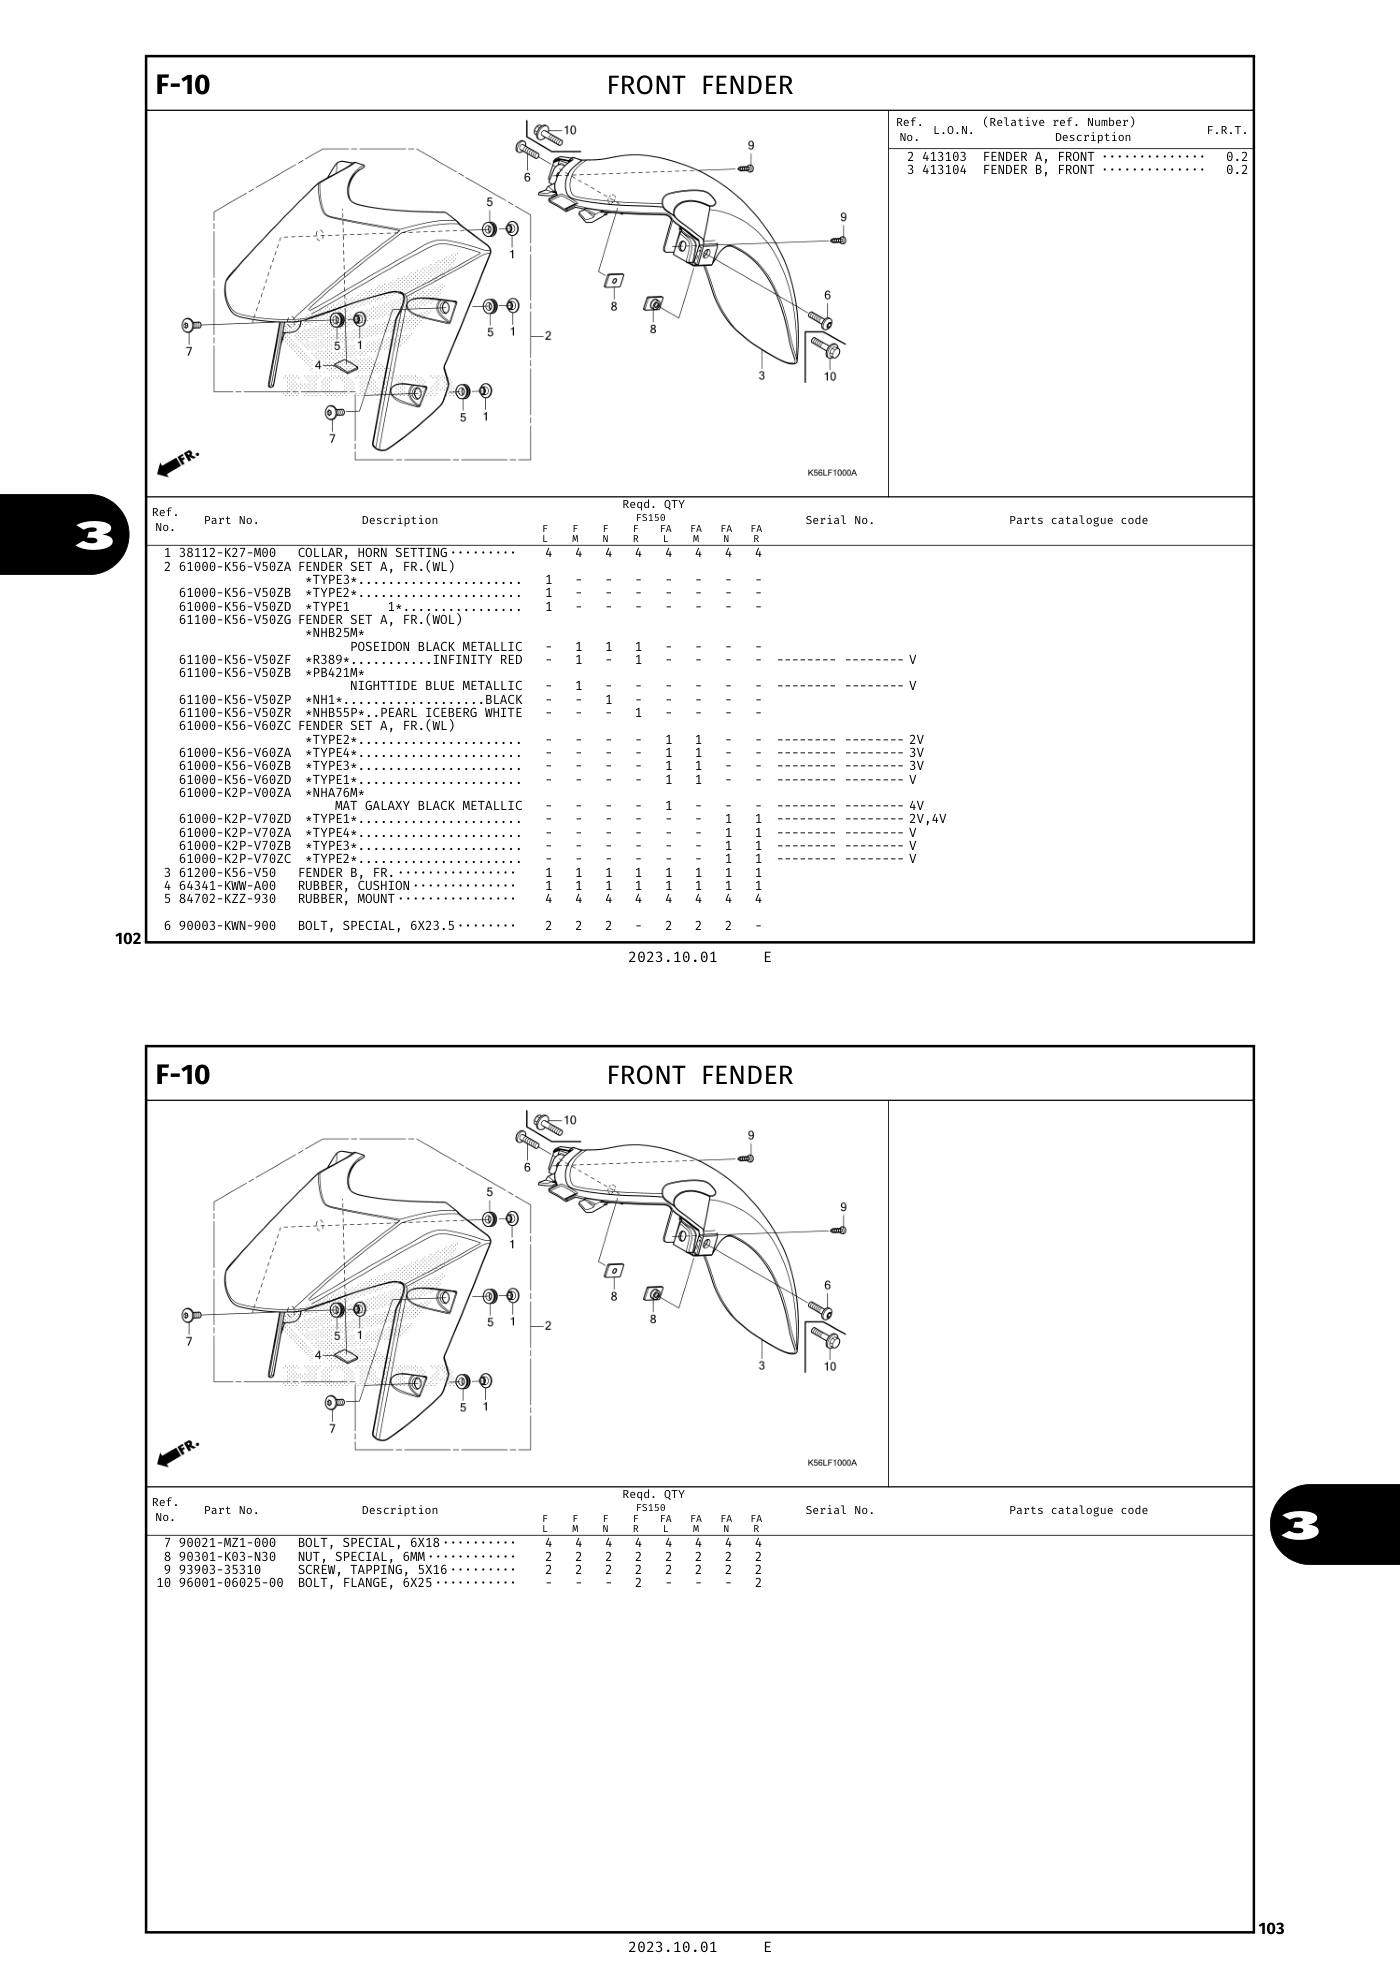 F-10 FRONT FENDER
10
6
9
5
1
9
8
8
5
1
6
2
7
5
1
4
3
10
5
1
7
FR.
K56LF1000A
HONDA
Ref. No. L.O.N. (Relative ref. Number) Description F.R.T.
2 413103 FENDER A, FRONT ·············· 0.2
3 413104 FENDER B, FRONT ·············· 0.2
3
Reqd. QTY
Ref. No. Part No. Description FS150 Serial No. Parts catalogue code
F F F F FA FA FA FA
L M N R L M N R
1 38112-K27-M00 COLLAR, HORN SETTING········· 4 4 4 4 4 4 4 4
2 61000-K56-V50ZA FENDER SET A, FR.(WL)
*TYPE3*...................... 1 - - - - - - -
61000-K56-V50ZB *TYPE2*...................... 1 - - - - - - -
61000-K56-V50ZD *TYPE1 1*................ 1 - - - - - - -
61100-K56-V50ZG FENDER SET A, FR.(WOL)
*NHB25M*
POSEIDON BLACK METALLIC - 1 1 1 - - - -
61100-K56-V50ZF *R389*...........INFINITY RED - 1 - 1 - - - - -------- -------- V
61100-K56-V50ZB *PB421M*
NIGHTTIDE BLUE METALLIC - 1 - - - - - - -------- -------- V
61100-K56-V50ZP *NH1*...................BLACK - - 1 - - - - -
61100-K56-V50ZR *NHB55P*..PEARL ICEBERG WHITE - - - 1 - - - -
61000-K56-V60ZC FENDER SET A, FR.(WL)
*TYPE2*...................... - - - - 1 1 - - -------- -------- 2V
61000-K56-V60ZA *TYPE4*...................... - - - - 1 1 - - -------- -------- 3V
61000-K56-V60ZB *TYPE3*...................... - - - - 1 1 - - -------- -------- 3V
61000-K56-V60ZD *TYPE1*...................... - - - - 1 1 - - -------- -------- V
61000-K2P-V00ZA *NHA76M*
MAT GALAXY BLACK METALLIC - - - - 1 - - - -------- -------- 4V
61000-K2P-V70ZD *TYPE1*...................... - - - - - - 1 1 -------- -------- 2V,4V
61000-K2P-V70ZA *TYPE4*...................... - - - - - - 1 1 -------- -------- V
61000-K2P-V70ZB *TYPE3*...................... - - - - - - 1 1 -------- -------- V
61000-K2P-V70ZC *TYPE2*...................... - - - - - - 1 1 -------- -------- V
3 61200-K56-V50 FENDER B, FR.················ 1 1 1 1 1 1 1 1
4 64341-KWW-A00 RUBBER, CUSHION·············· 1 1 1 1 1 1 1 1
5 84702-KZZ-930 RUBBER, MOUNT················ 4 4 4 4 4 4 4 4
6 90003-KWN-900 BOLT, SPECIAL, 6X23.5········ 2 2 2 - 2 2 2 -
102
2023.10.01 E
F-10 FRONT FENDER
10
6
9
5
1
9
8
8
5
1
6
2
7
5
1
4
3
10
5
1
7
FR.
K56LF1000A
HONDA
3
Reqd. QTY
Ref. No. Part No. Description FS150 Serial No. Parts catalogue code
F F F F FA FA FA FA
L M N R L M N R
7 90021-MZ1-000 BOLT, SPECIAL, 6X18·········· 4 4 4 4 4 4 4 4
8 90301-K03-N30 NUT, SPECIAL, 6MM············ 2 2 2 2 2 2 2 2
9 93903-35310 SCREW, TAPPING, 5X16········· 2 2 2 2 2 2 2 2
10 96001-06025-00 BOLT, FLANGE, 6X25··········· - - - 2 - - - 2
103
2023.10.01 E